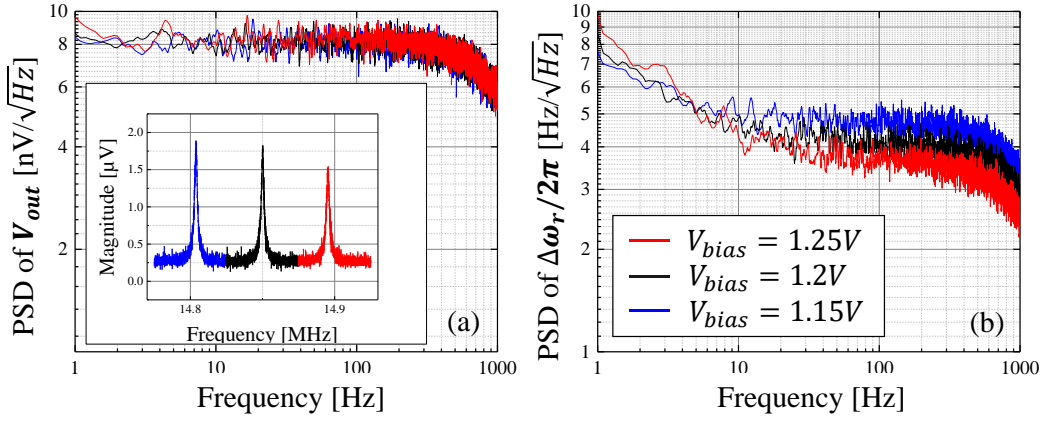 PSD of V_out [nV/√Hz]
10
8
6
4
2
1
10
100
1000
Frequency [Hz]
(a)
Magnitude [µV]
2.0
1.5
1.0
0.5
0.0
14.8
14.9
Frequency [MHz]
PSD of Δω_r/2π [Hz/√Hz]
10
9
8
7
6
5
4
3
2
1
1
10
100
1000
Frequency [Hz]
(b)
V_bias = 1.25V
V_bias = 1.2V
V_bias = 1.15V